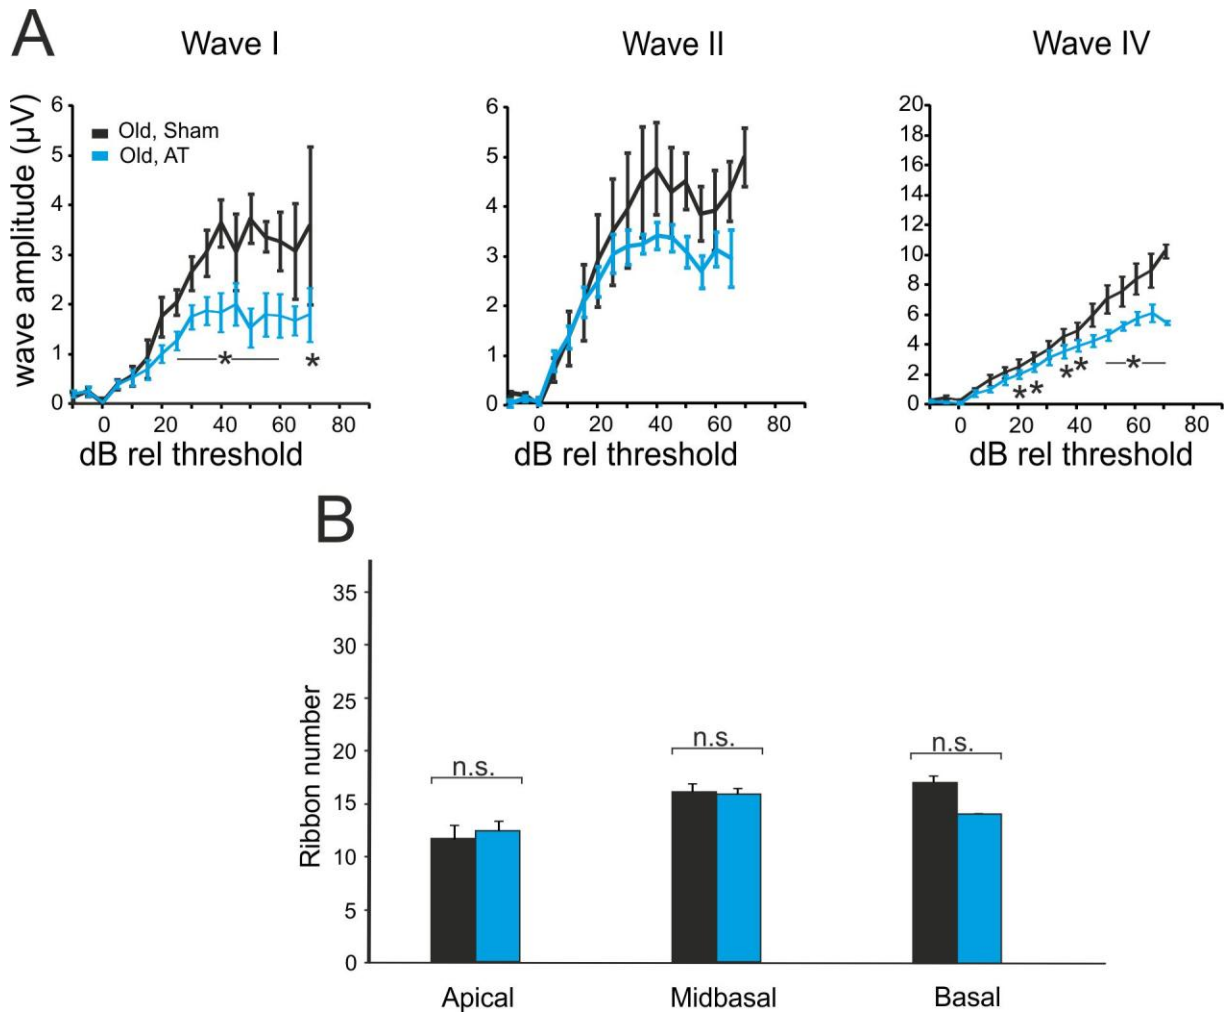 A
Wave I
Wave II
Wave IV
wave amplitude (µV)
6
5
4
3
2
1
0
Old, Sham
Old, AT
*
*
0 20 40 60 80
dB rel threshold
6
5
4
3
2
1
0
0 20 40 60 80
dB rel threshold
20
18
16
14
12
10
8
6
4
2
0
* * * * *
0 20 40 60 80
dB rel threshold
B
Ribbon number
35
30
25
20
15
10
5
0
n.s.
n.s.
n.s.
Apical
Midbasal
Basal